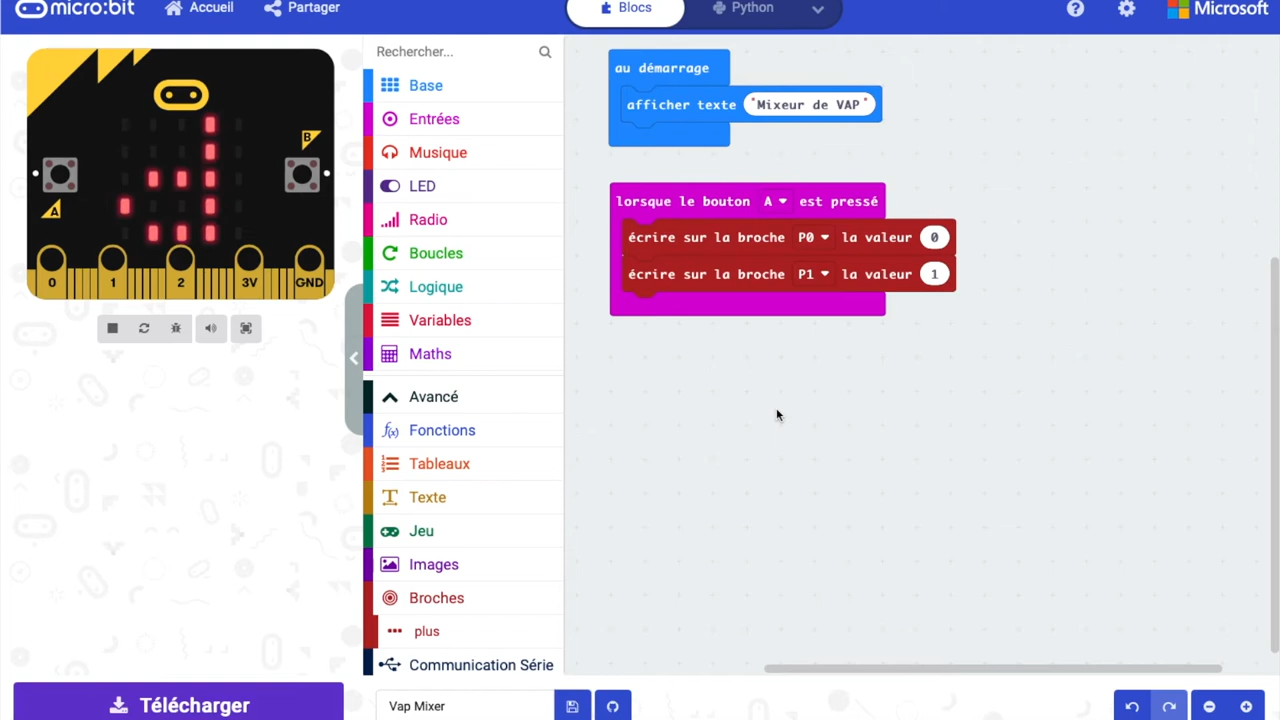 micro:bit
Accueil
Partager
Blocs
Python
Microsoft
A
B
0 1 2 3V GND
Rechercher...
Base
Entrées
Musique
LED
Radio
Boucles
Logique
Variables
Maths
Avancé
Fonctions
Tableaux
Texte
Jeu
Images
Broches
plus
Communication Série
au démarrage
afficher texte "Mixeur de VAP"
lorsque le bouton A est pressé
écrire sur la broche P0 la valeur 0
écrire sur la broche P1 la valeur 1
Télécharger
Vap Mixer